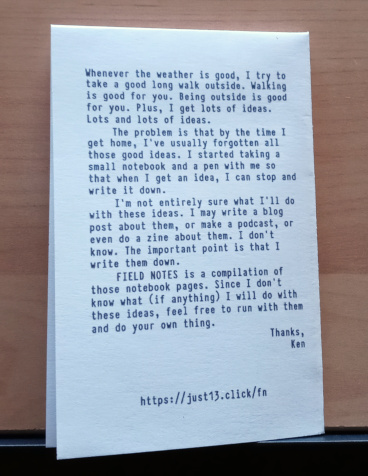 Whenever the weather is good, I try to
take a good long walk outside. Walking
is good for you. Being outside is good
for you. Plus, I get lots of ideas.
Lots and lots of ideas.
The problem is that by the time I
get home, I've usually forgotten all
those good ideas. I started taking a
small notebook and a pen with me so
that when I get an idea, I can stop and
write it down.
I'm not entirely sure what I'll do
with these ideas. I may write a blog
post about them, or make a podcast, or
even do a zine about them. I don't
know. The important point is that I
write them down.
FIELD NOTES is a compilation of
those notebook pages. Since I don't
know what (if anything) I will do with
these ideas, feel free to run with them
and do your own thing.
Thanks,
Ken
https://just13.click/fn